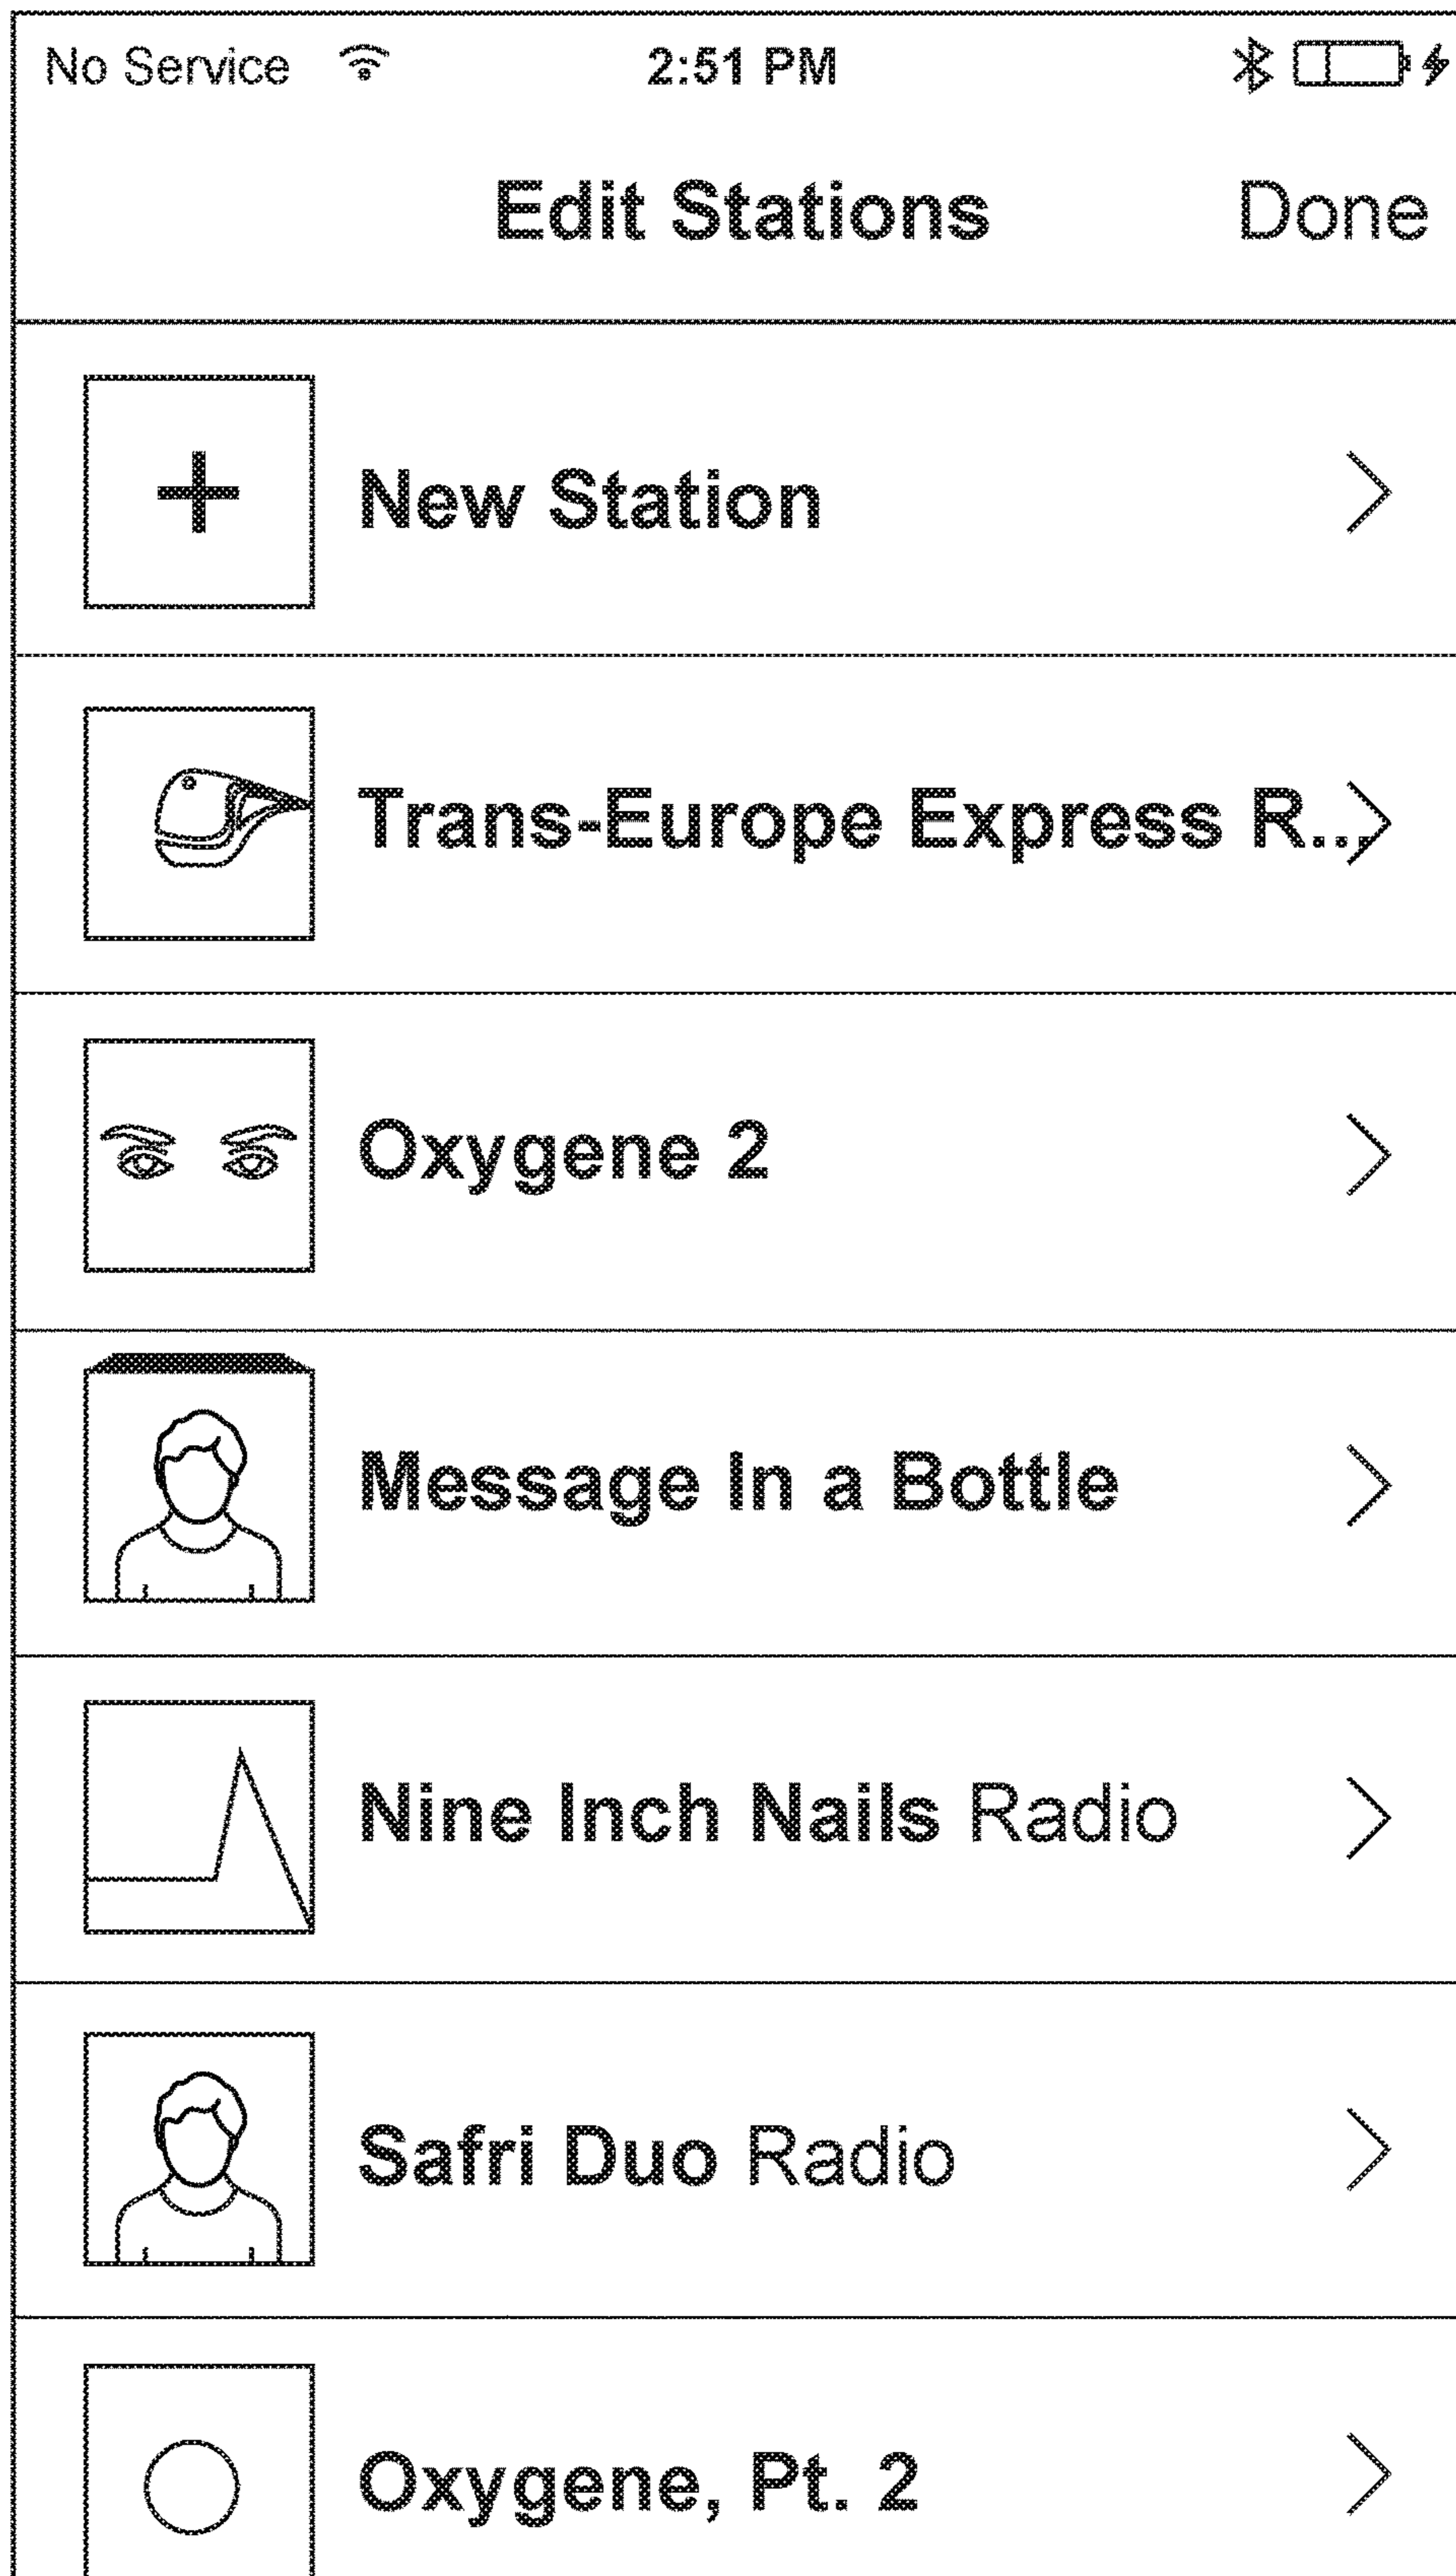 No Service 2:51 PM
Edit Stations Done
New Station
Trans-Europe Express R...
Oxygene 2
Message In a Bottle
Nine Inch Nails Radio
Safri Duo Radio
Oxygene, Pt. 2